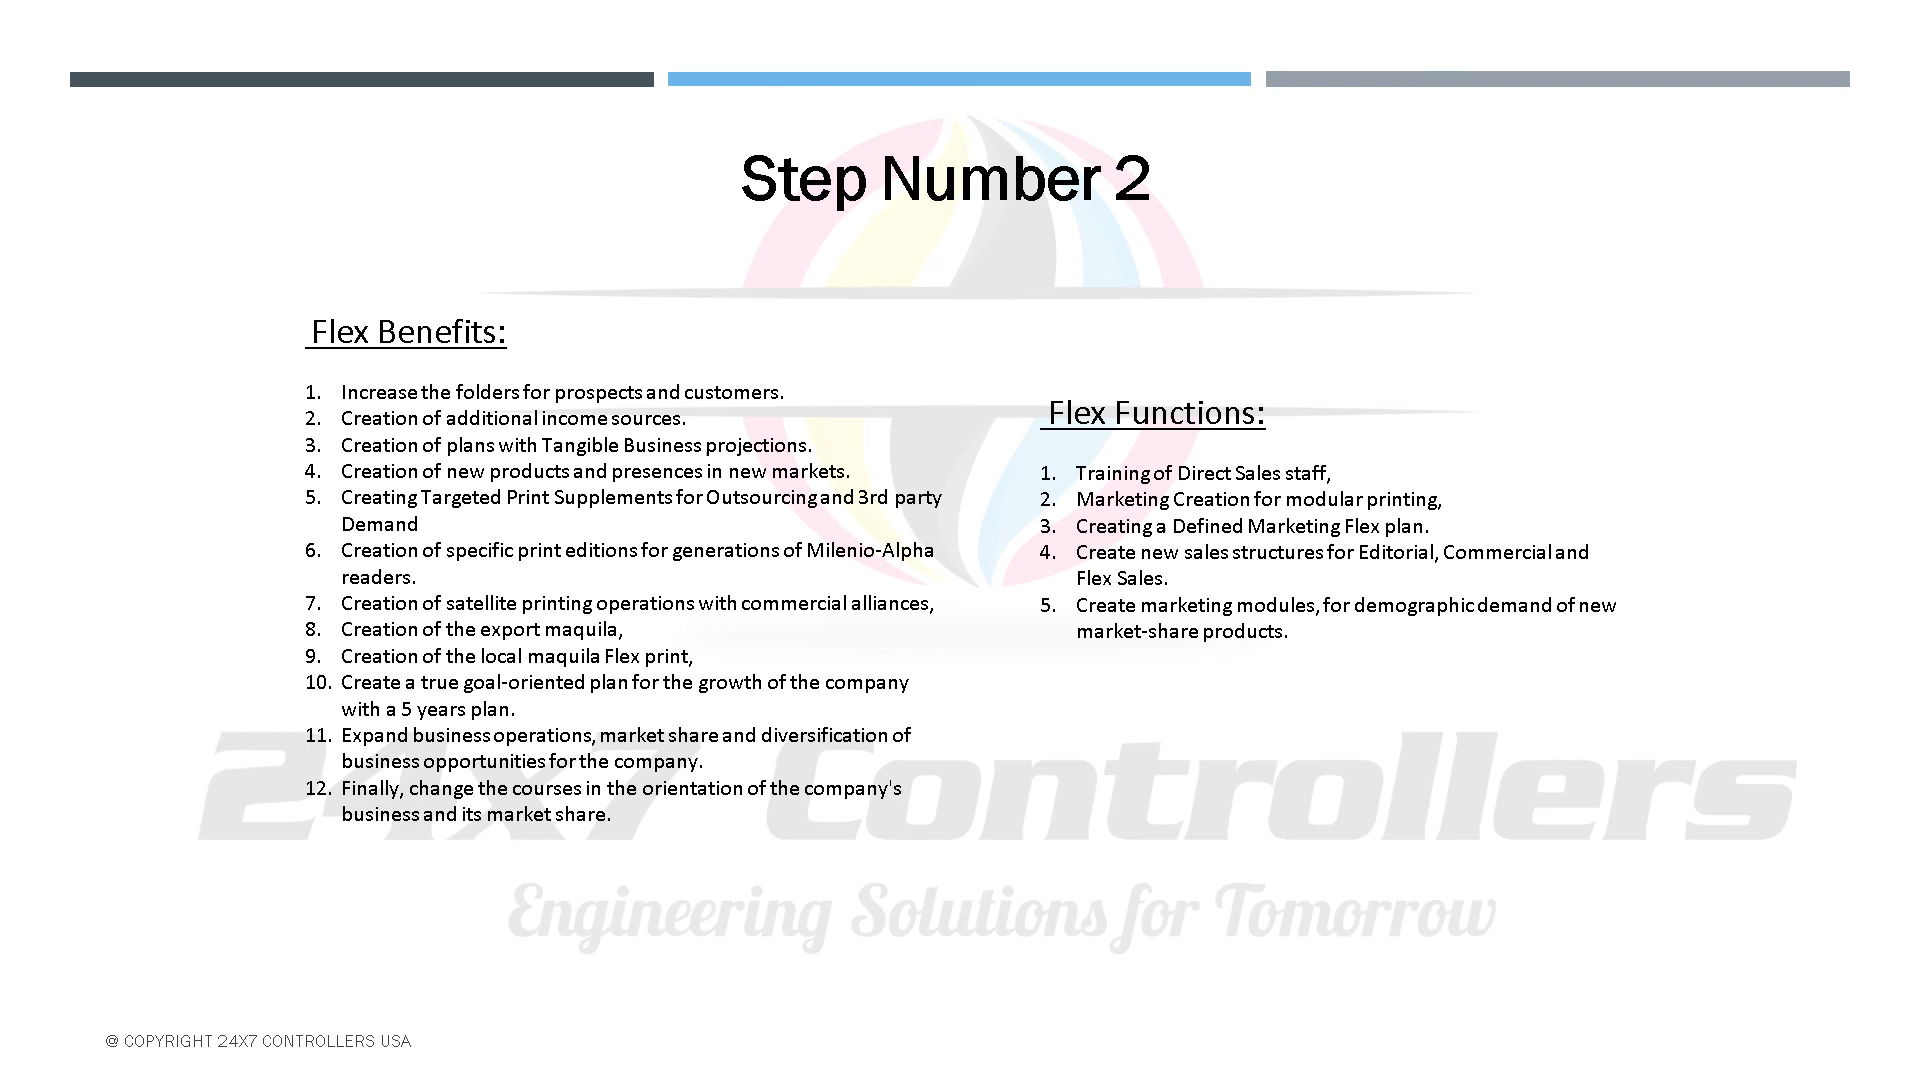 Step Number 2
Flex Benefits:
1. Increase the folders for prospects and customers.
2. Creation of additional income sources.
3. Creation of plans with Tangible Business projections.
4. Creation of new products and presences in new markets.
5. Creating Targeted Print Supplements for Outsourcing and 3rd party
Demand
6. Creation of specific print editions for generations of Milenio-Alpha
readers.
7. Creation of satellite printing operations with commercial alliances,
8. Creation of the export maquila,
9. Creation of the local maquila Flex print,
10. Create a true goal-oriented plan for the growth of the company
with a 5 years plan.
11. Expand business operations, market share and diversification of
business opportunities for the company.
12. Finally, change the courses in the orientation of the company's
business and its market share.
Flex Functions:
1. Training of Direct Sales staff,
2. Marketing Creation for modular printing,
3. Creating a Defined Marketing Flex plan.
4. Create new sales structures for Editorial, Commercial and
Flex Sales.
5. Create marketing modules, for demographic demand of new
market-share products.
24x7 Controllers
Engineering Solutions for Tomorrow
@ COPYRIGHT 24X7 CONTROLLERS USA